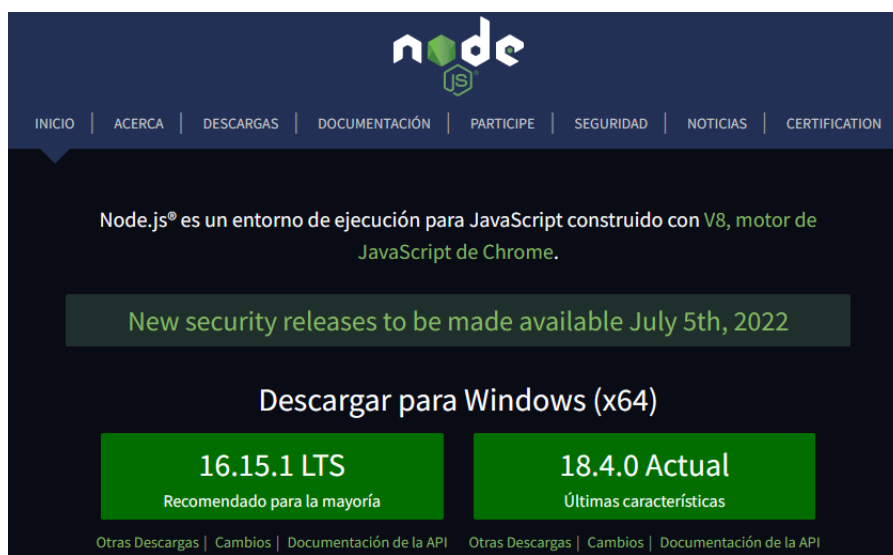 node
JS
INICIO | ACERCA | DESCARGAS | DOCUMENTACIÓN | PARTICIPE | SEGURIDAD | NOTICIAS | CERTIFICATION
Node.js® es un entorno de ejecución para JavaScript construido con V8, motor de
JavaScript de Chrome.
New security releases to be made available July 5th, 2022
Descargar para Windows (x64)
16.15.1 LTS
Recomendado para la mayoría
18.4.0 Actual
Últimas características
Otras Descargas | Cambios | Documentación de la API
Otras Descargas | Cambios | Documentación de la API